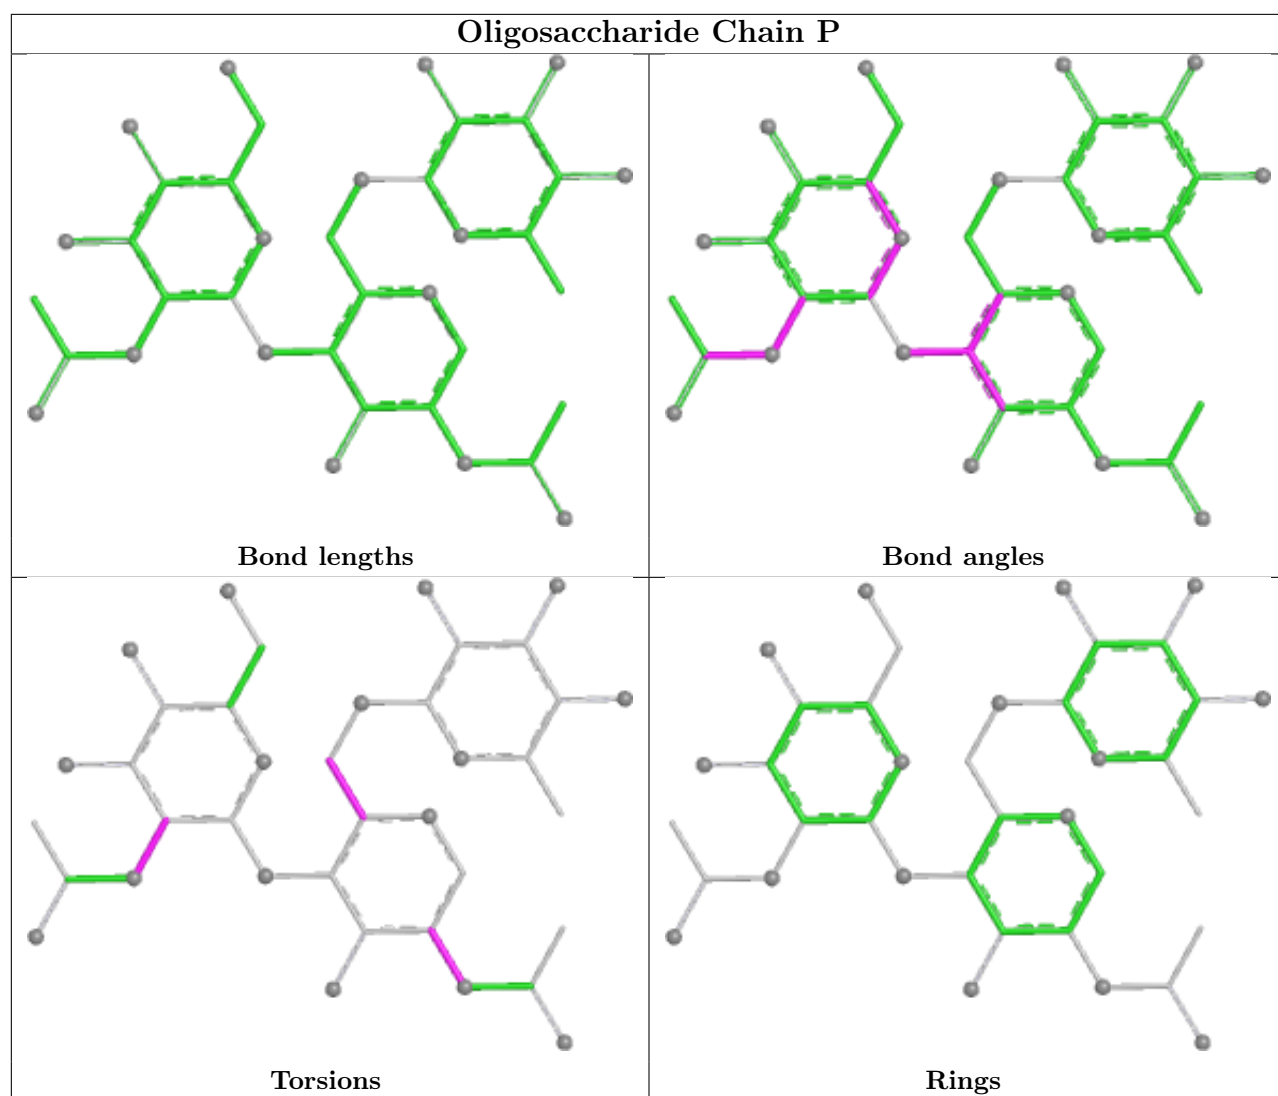 Oligosaccharide Chain P
Bond lengths
Bond angles
Torsions
Rings